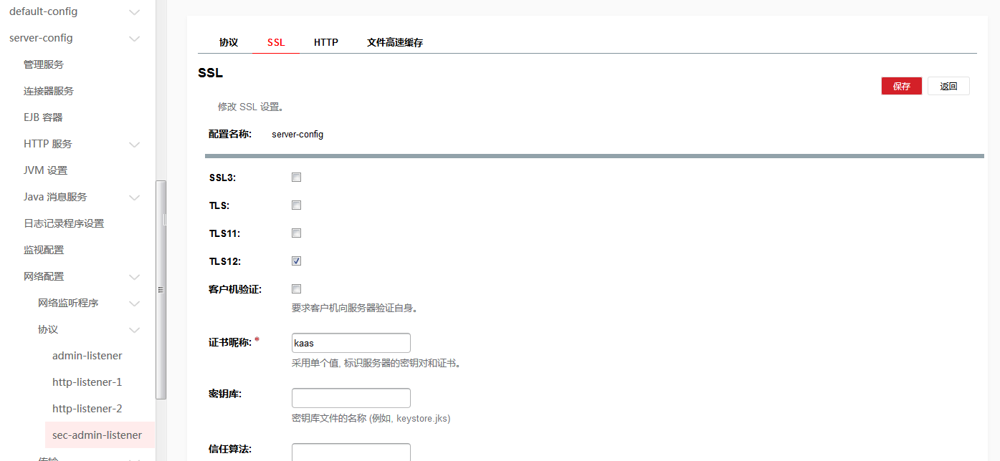 default-config
server-config
管理服务
连接器服务
EJB 容器
HTTP 服务
JVM 设置
Java 消息服务
日志记录程序设置
监视配置
网络配置
网络监听程序
协议
admin-listener
http-listener-1
http-listener-2
sec-admin-listener
传输
协议 SSL HTTP 文件高速缓存
SSL
保存 返回
修改 SSL 设置。
配置名称: server-config
SSL3:
TLS:
TLS11:
TLS12:
客户机验证:
要求客户机向服务器验证自身。
证书昵称: * kaas
采用单个值, 标识服务器的密钥对和证书。
密钥库:
密钥库文件的名称 (例如, keystore.jks)
信任算法: